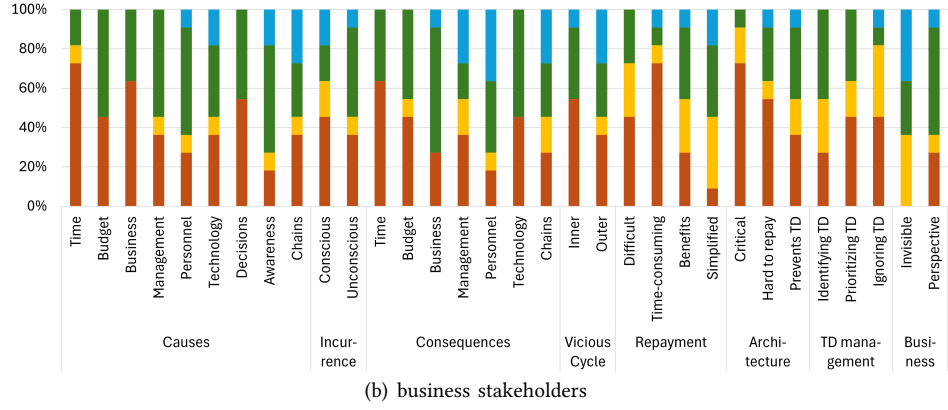 100%
80%
60%
40%
20%
0%
Time
Budget
Business
Management
Personnel
Technology
Decisions
Awareness
Chains
Conscious
Unconscious
Time
Budget
Business
Management
Personnel
Technology
Chains
Inner
Outer
Difficult
Time-consuming
Benefits
Simplified
Critical
Hard to repay
Prevents TD
Identifying TD
Prioritizing TD
Ignoring TD
Invisible
Perspective
Causes
Incur-
rence
Consequences
Vicious
Cycle
Repayment
Archi-
tecture
TD mana-
gement
Busi-
ness
(b) business stakeholders